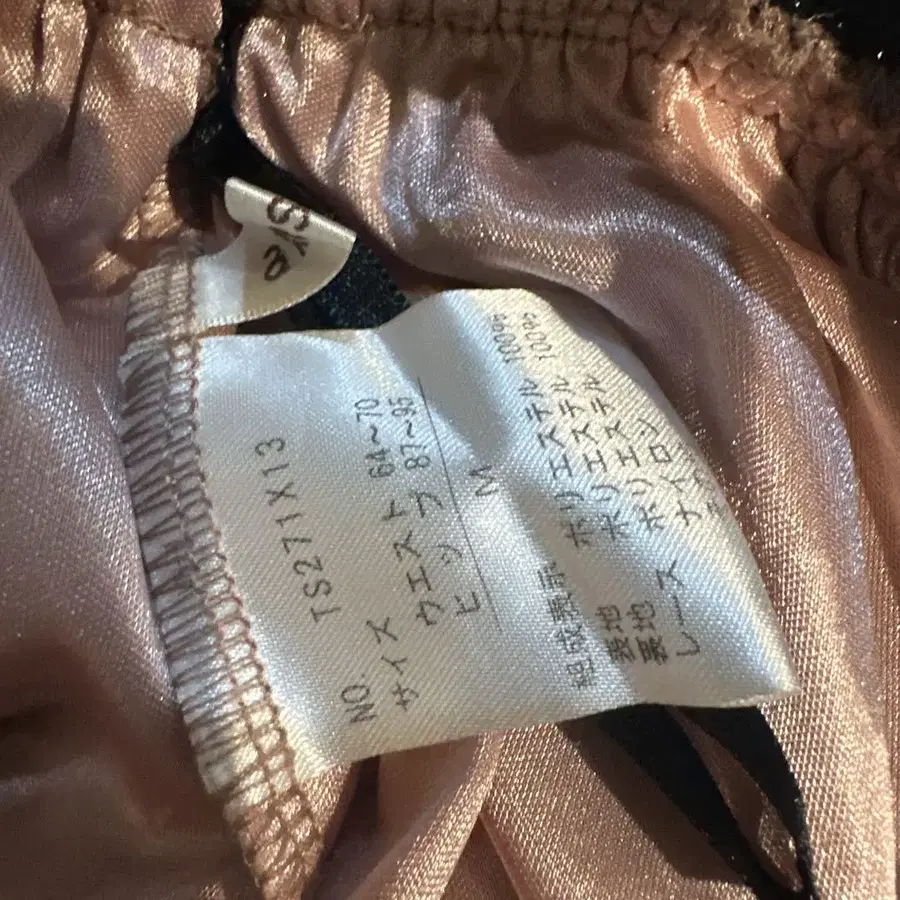 NO. TS271X13
サイズ
ウエスト 64~70
ヒップ 87~95
M
組成表示
表地 ポリエステル 100%
裏地 ポリエステル 100%
レース ポリエステル
ナイロン